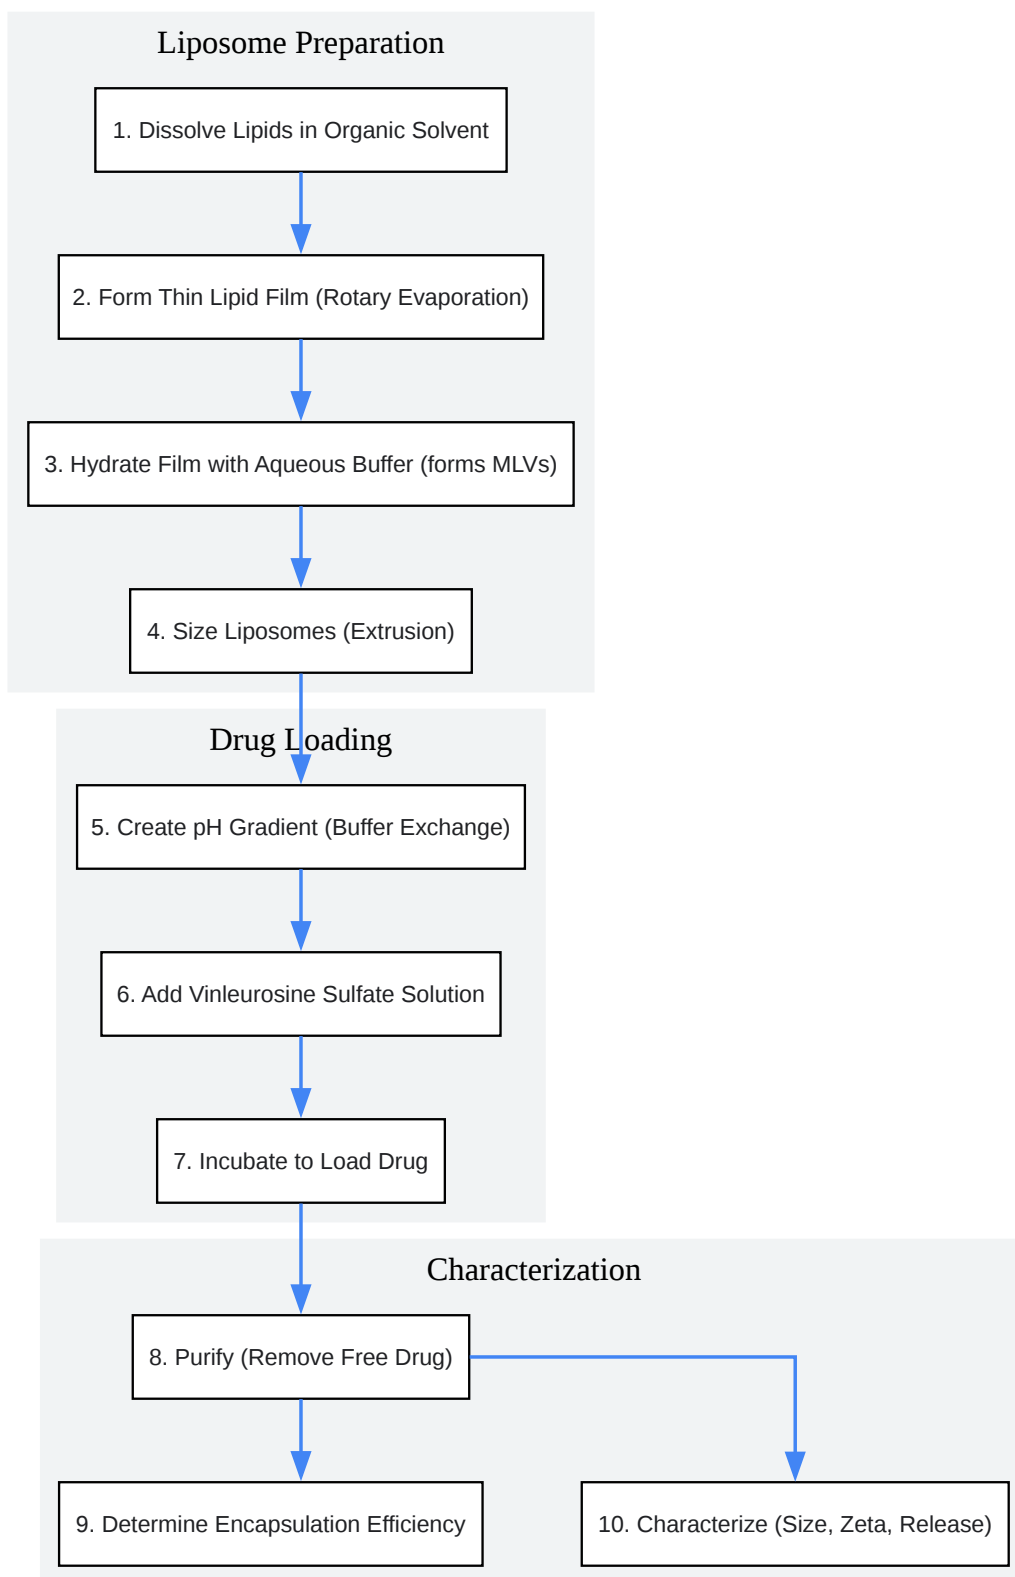 Liposome Preparation
1. Dissolve Lipids in Organic Solvent
2. Form Thin Lipid Film (Rotary Evaporation)
3. Hydrate Film with Aqueous Buffer (forms MLVs)
4. Size Liposomes (Extrusion)
Drug Loading
5. Create pH Gradient (Buffer Exchange)
6. Add Vinleurosine Sulfate Solution
7. Incubate to Load Drug
Characterization
8. Purify (Remove Free Drug)
9. Determine Encapsulation Efficiency
10. Characterize (Size, Zeta, Release)